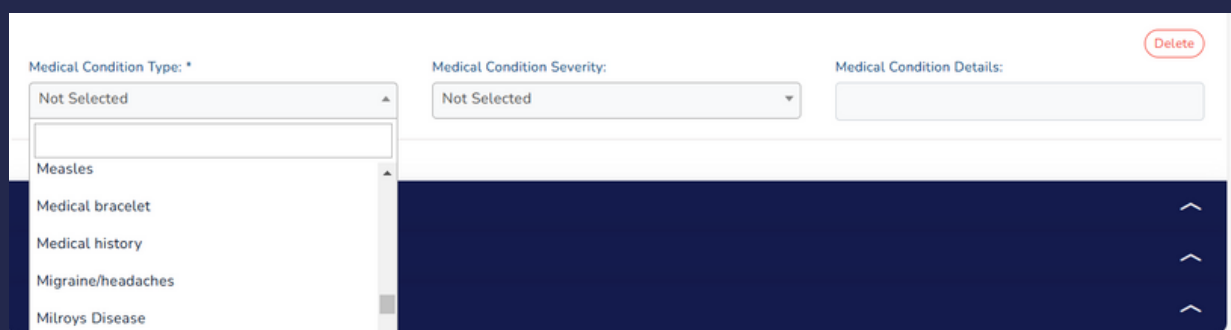 Delete
Medical Condition Type: *
Medical Condition Severity:
Medical Condition Details:
Not Selected
Not Selected
Measles
Medical bracelet
Medical history
Migraine/headaches
Milroys Disease